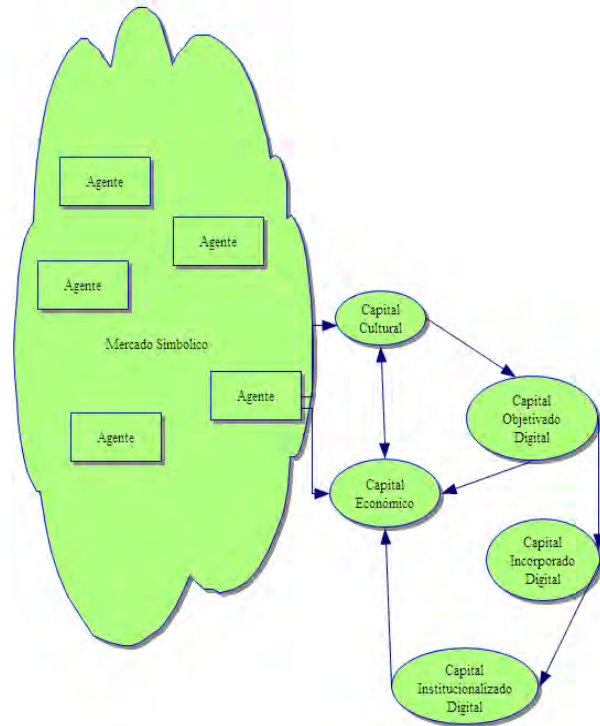 Agente
Agente
Agente
Mercado Simbolico
Agente
Agente
Capital
Cultural
Capital
Objetivado
Digital
Capital
Económico
Capital
Incorporado
Digital
Capital
Institucionalizado
Digital